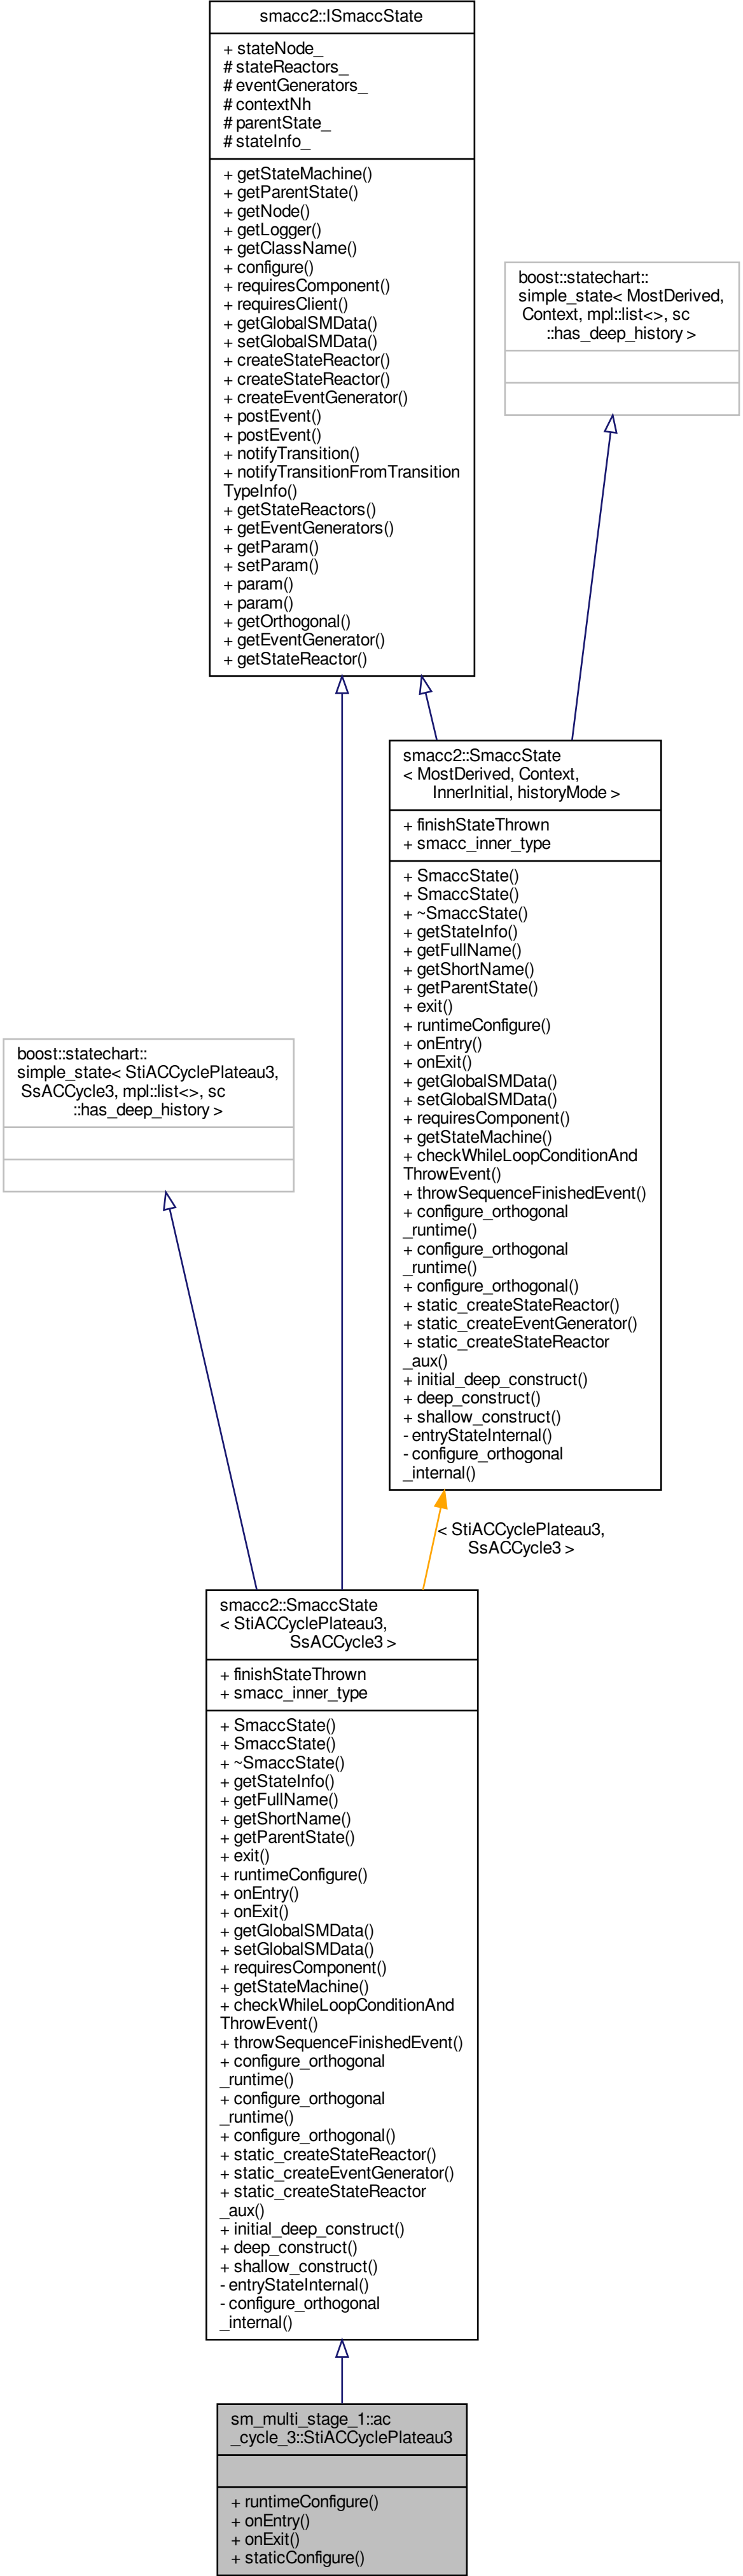 smacc2::ISmaccState
+ stateNode_
# stateReactors_
# eventGenerators_
# contextNh
# parentState_
# stateInfo_
+ getStateMachine()
+ getParentState()
+ getNode()
+ getLogger()
+ getClassName()
+ configure()
+ requiresComponent()
+ requiresClient()
+ getGlobalSMData()
+ setGlobalSMData()
+ createStateReactor()
+ createStateReactor()
+ createEventGenerator()
+ postEvent()
+ postEvent()
+ notifyTransition()
+ notifyTransitionFromTransition
TypeInfo()
+ getStateReactors()
+ getEventGenerators()
+ getParam()
+ setParam()
+ param()
+ param()
+ getOrthogonal()
+ getEventGenerator()
+ getStateReactor()
boost::statechart::
simple_state< MostDerived,
Context, mpl::list<>, sc
::has_deep_history >
smacc2::SmaccState
< MostDerived, Context,
InnerInitial, historyMode >
+ finishStateThrown
+ smacc_inner_type
+ SmaccState()
+ SmaccState()
+ ~SmaccState()
+ getStateInfo()
+ getFullName()
+ getShortName()
+ getParentState()
+ exit()
+ runtimeConfigure()
+ onEntry()
+ onExit()
+ getGlobalSMData()
+ setGlobalSMData()
+ requiresComponent()
+ getStateMachine()
+ checkWhileLoopConditionAnd
ThrowEvent()
+ throwSequenceFinishedEvent()
+ configure_orthogonal
_runtime()
+ configure_orthogonal
_runtime()
+ configure_orthogonal()
+ static_createStateReactor()
+ static_createEventGenerator()
+ static_createStateReactor
_aux()
+ initial_deep_construct()
+ deep_construct()
+ shallow_construct()
- entryStateInternal()
- configure_orthogonal
_internal()
boost::statechart::
simple_state< StiACCyclePlateau3,
SsACCycle3, mpl::list<>, sc
::has_deep_history >
< StiACCyclePlateau3,
SsACCycle3 >
smacc2::SmaccState
< StiACCyclePlateau3,
SsACCycle3 >
+ finishStateThrown
+ smacc_inner_type
+ SmaccState()
+ SmaccState()
+ ~SmaccState()
+ getStateInfo()
+ getFullName()
+ getShortName()
+ getParentState()
+ exit()
+ runtimeConfigure()
+ onEntry()
+ onExit()
+ getGlobalSMData()
+ setGlobalSMData()
+ requiresComponent()
+ getStateMachine()
+ checkWhileLoopConditionAnd
ThrowEvent()
+ throwSequenceFinishedEvent()
+ configure_orthogonal
_runtime()
+ configure_orthogonal
_runtime()
+ configure_orthogonal()
+ static_createStateReactor()
+ static_createEventGenerator()
+ static_createStateReactor
_aux()
+ initial_deep_construct()
+ deep_construct()
+ shallow_construct()
- entryStateInternal()
- configure_orthogonal
_internal()
sm_multi_stage_1::ac
_cycle_3::StiACCyclePlateau3
+ runtimeConfigure()
+ onEntry()
+ onExit()
+ staticConfigure()